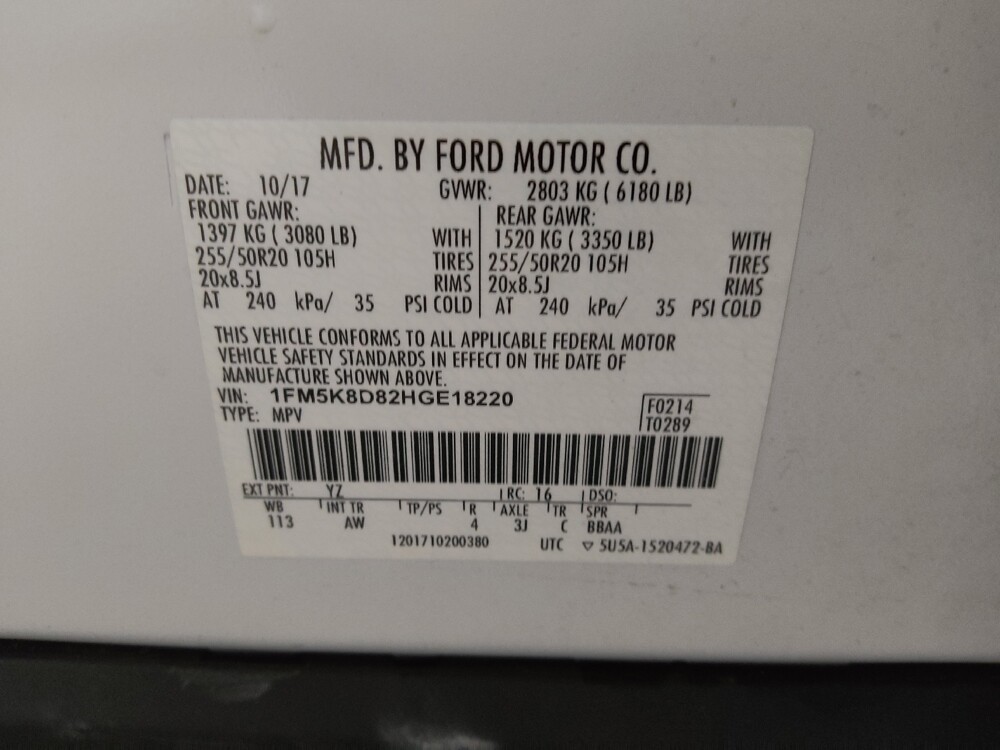 MFD. BY FORD MOTOR CO.
DATE: 10/17 GVWR: 2803 KG ( 6180 LB)
FRONT GAWR: REAR GAWR:
1397 KG ( 3080 LB) WITH 1520 KG ( 3350 LB) WITH
255/50R20 105H TIRES 255/50R20 105H TIRES
20x8.5J RIMS 20x8.5J RIMS
AT 240 kPa/ 35 PSI COLD AT 240 kPa/ 35 PSI COLD
THIS VEHICLE CONFORMS TO ALL APPLICABLE FEDERAL MOTOR
VEHICLE SAFETY STANDARDS IN EFFECT ON THE DATE OF
MANUFACTURE SHOWN ABOVE.
VIN: 1FM5K8D82HGE18220
TYPE: MPV
F0214
T0289
EXT PNT: YZ RC: 16 DSO:
WB INT TR TP/PS R AXLE TR SPR
113 AW 4 3J C BBAA
1201710200380 UTC ▽ 5U5A-1520472-BA